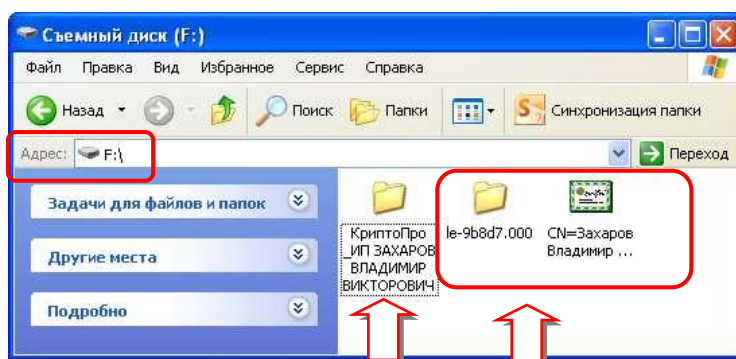 Съемный диск (F:)
Файл Правка Вид Избранное Сервис Справка
Назад Поиск Папки S Синхронизация папки
Адрес: F:\ Переход
Задачи для файлов и папок
Другие места
Подробно
КриптоПро
_ИП ЗАХАРОВ
ВЛАДИМИР
ВИКТОРОВИЧ
le-9b8d7.000
CN=Захаров
Владимир ...